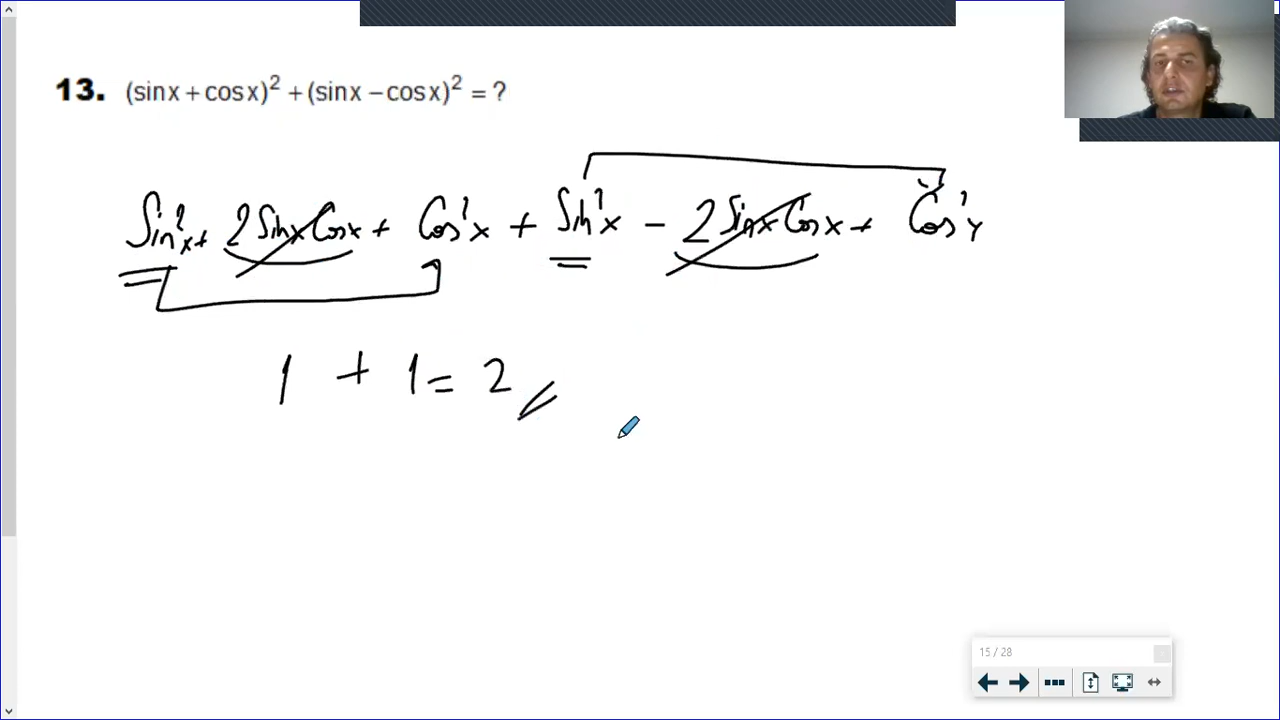 13. (sinx + cosx)² + (sinx − cosx)² = ?
Sin²x + 2SinxCosx + Cos²x + Sin²x − 2SinxCosx + Cos²x
1 + 1 = 2
15 / 28